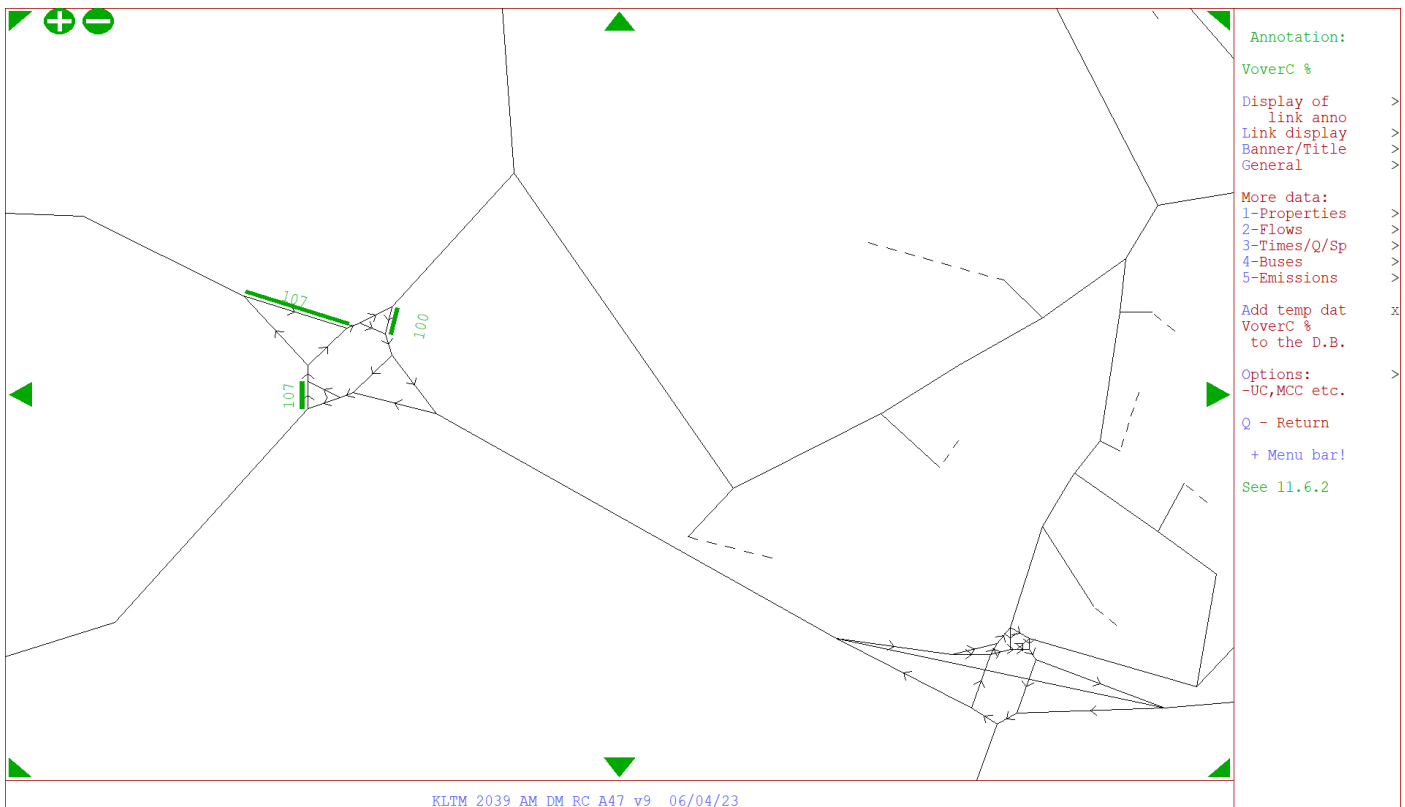 107
100
107
Annotation:
VoverC %
Display of >
link anno
Link display >
Banner/Title >
General >
More data:
1-Properties >
2-Flows >
3-Times/Q/Sp >
4-Buses >
5-Emissions >
Add temp dat x
VoverC %
to the D.B.
Options: >
-UC,MCC etc.
Q - Return
+ Menu bar!
See 11.6.2
KLTM 2039 AM DM RC A47 v9 06/04/23